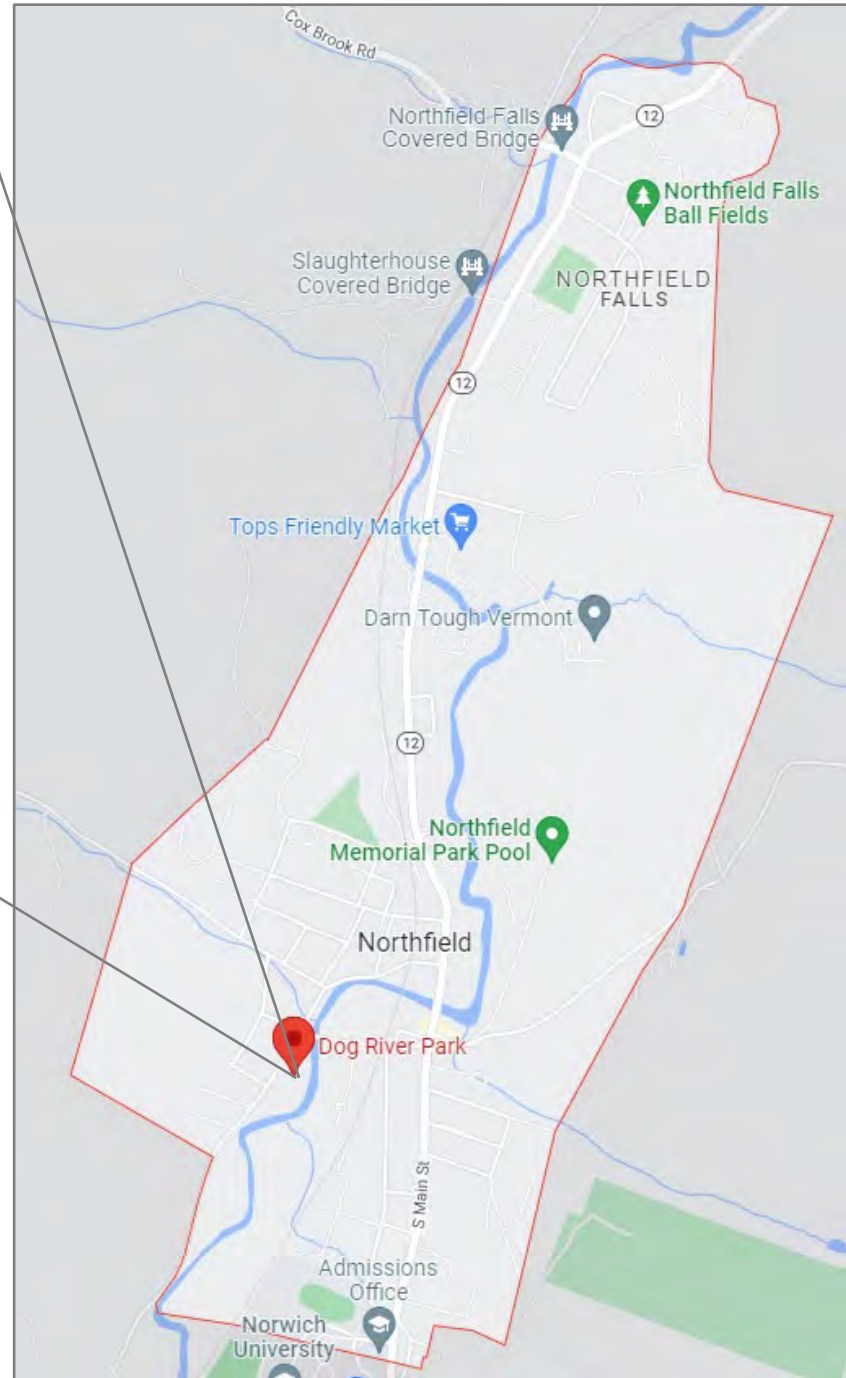 Cox Brook Rd
12
Northfield Falls
Covered Bridge
Northfield Falls
Ball Fields
Slaughterhouse
Covered Bridge
NORTHFIELD
FALLS
12
Tops Friendly Market
Darn Tough Vermont
12
Northfield
Memorial Park Pool
Northfield
Dog River Park
S Main St
Admissions
Office
Norwich
University